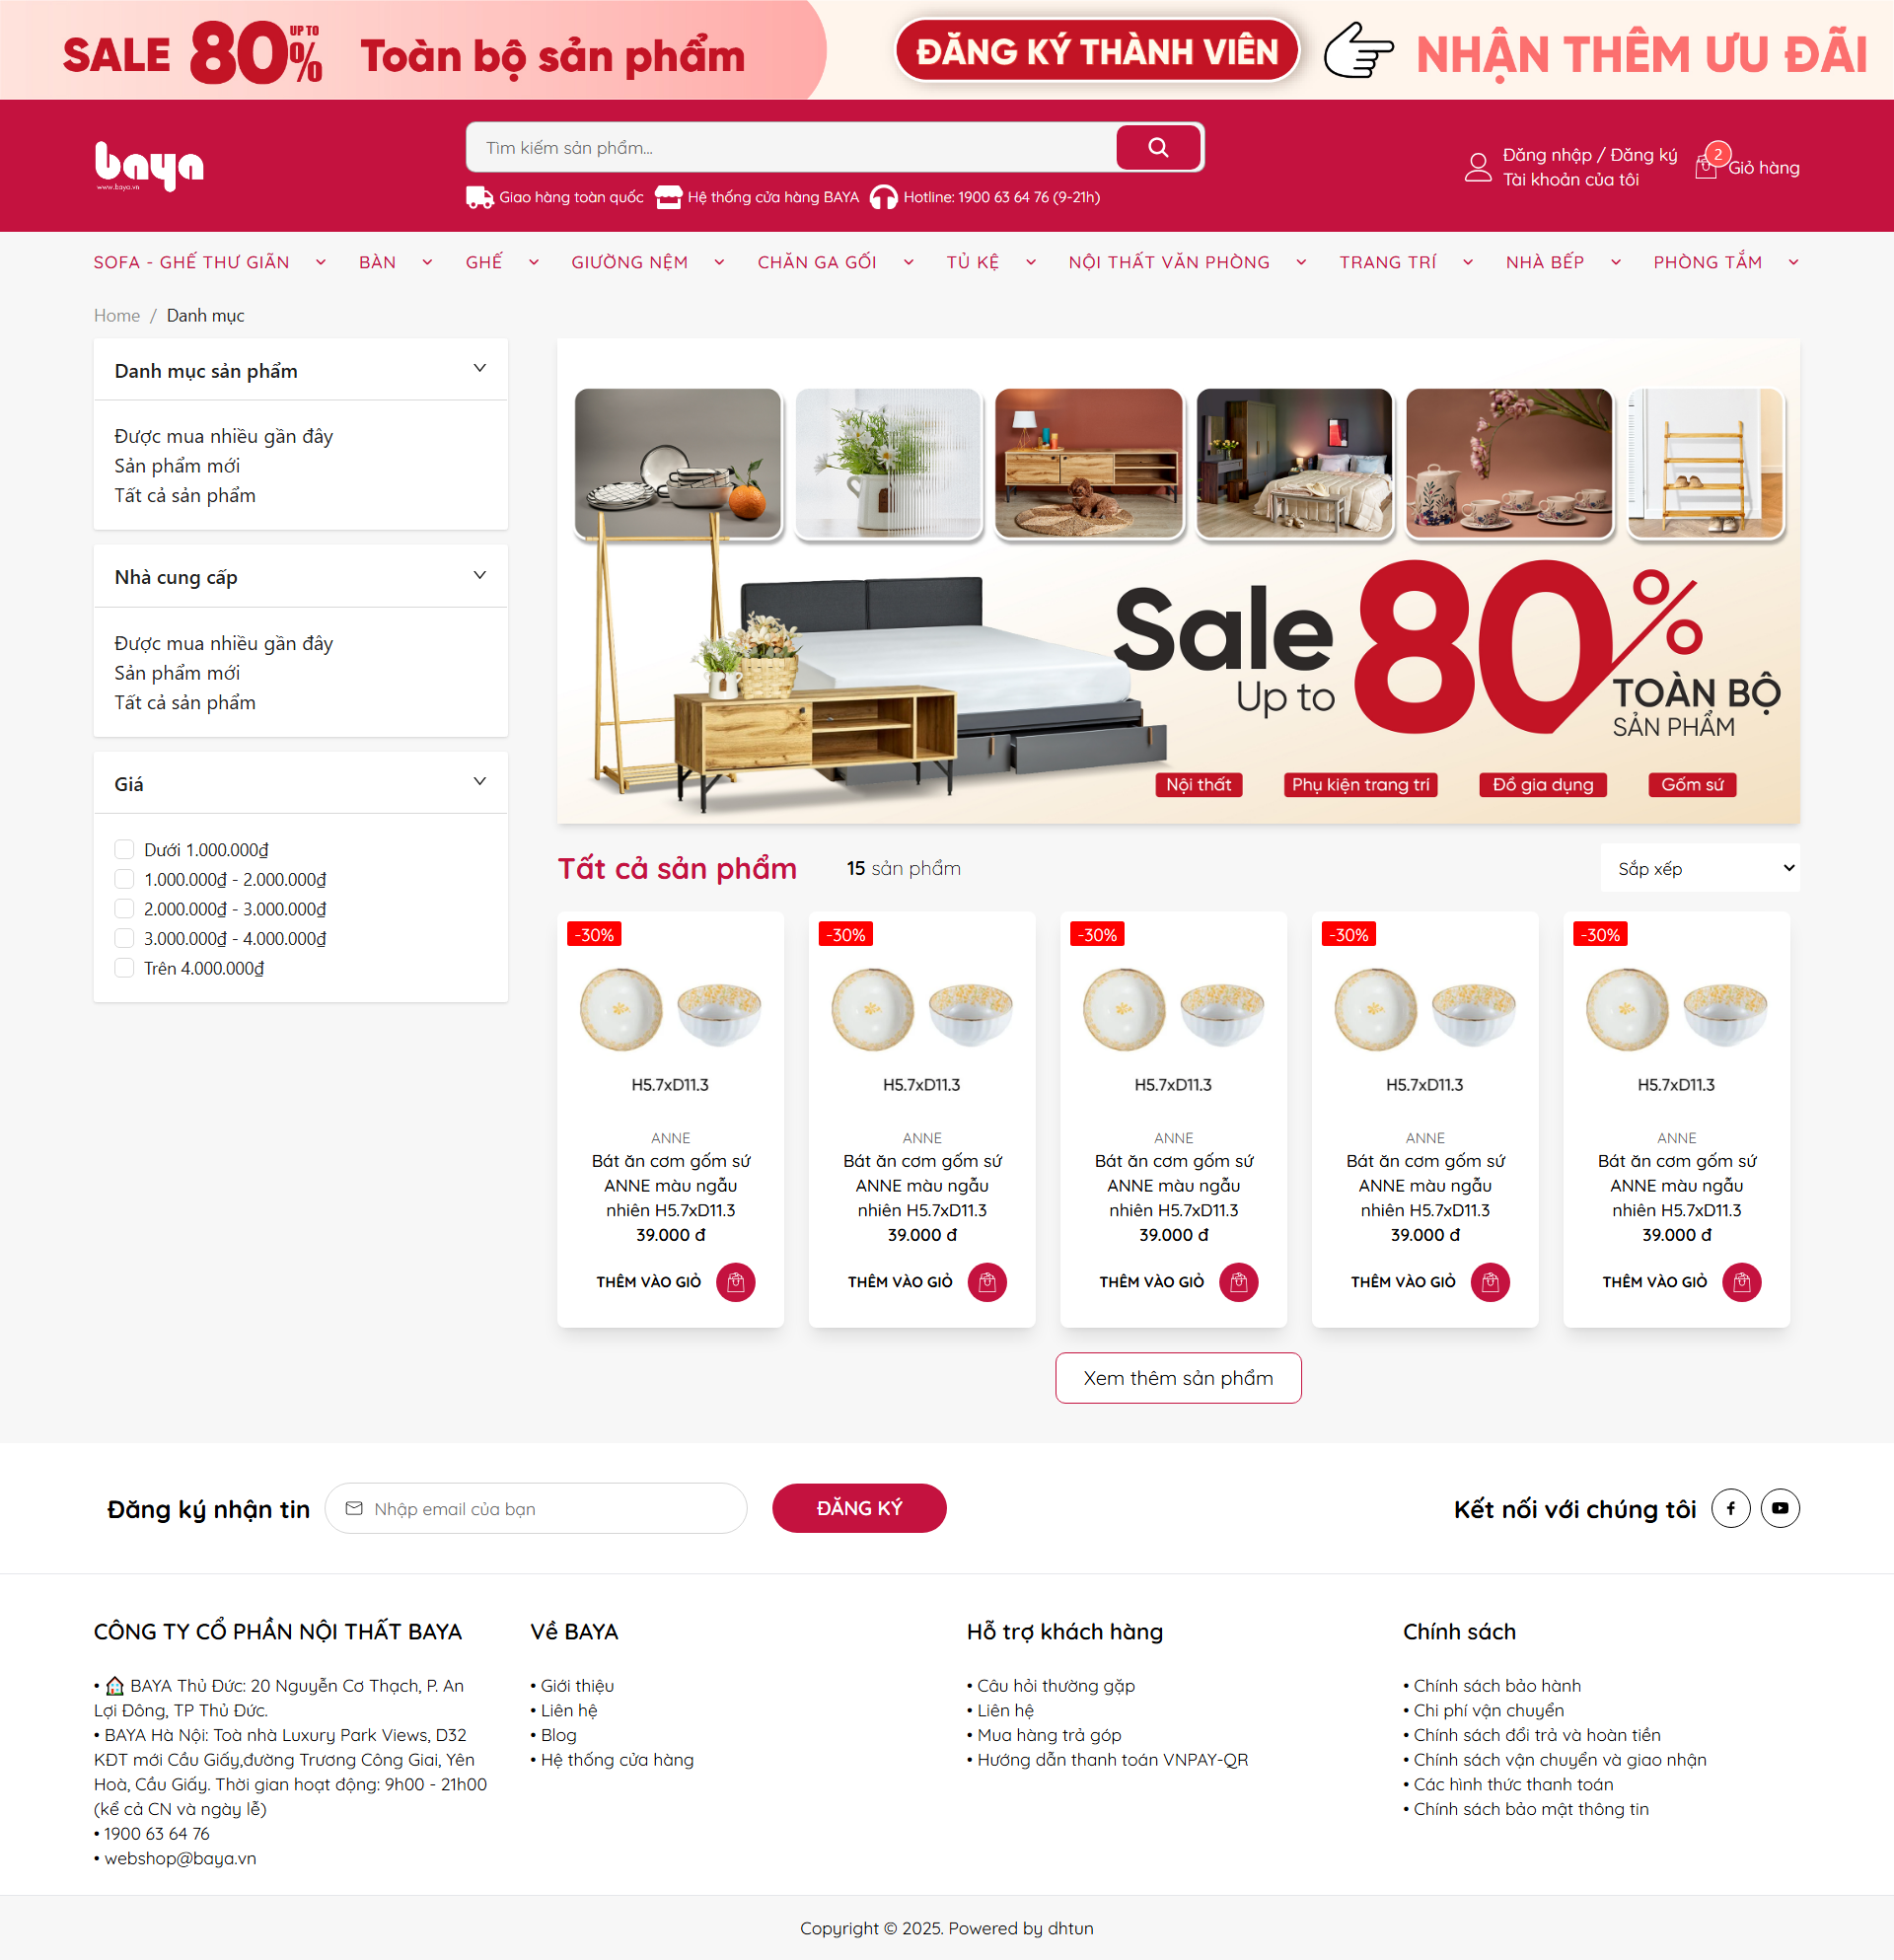 SALE UP TO 80% Toàn bộ sản phẩm ĐĂNG KÝ THÀNH VIÊN NHẬN THÊM ƯU ĐÃI
baya
www.baya.vn
Tìm kiếm sản phẩm...
Giao hàng toàn quốc Hệ thống cửa hàng BAYA Hotline: 1900 63 64 76 (9-21h)
Đăng nhập / Đăng ký
Tài khoản của tôi
2
Giỏ hàng
SOFA - GHẾ THƯ GIÃN BÀN GHẾ GIƯỜNG NỆM CHĂN GA GỐI TỦ KỆ NỘI THẤT VĂN PHÒNG TRANG TRÍ NHÀ BẾP PHÒNG TẮM
Home / Danh mục
Danh mục sản phẩm
Được mua nhiều gần đây
Sản phẩm mới
Tất cả sản phẩm
Nhà cung cấp
Được mua nhiều gần đây
Sản phẩm mới
Tất cả sản phẩm
Giá
Dưới 1.000.000₫
1.000.000₫ - 2.000.000₫
2.000.000₫ - 3.000.000₫
3.000.000₫ - 4.000.000₫
Trên 4.000.000₫
Sale Up to 80%
TOÀN BỘ
SẢN PHẨM
Nội thất Phụ kiện trang trí Đồ gia dụng Gốm sứ
Tất cả sản phẩm 15 sản phẩm Sắp xếp
-30% -30% -30% -30% -30%
H5.7xD11.3 H5.7xD11.3 H5.7xD11.3 H5.7xD11.3 H5.7xD11.3
ANNE ANNE ANNE ANNE ANNE
Bát ăn cơm gốm sứ Bát ăn cơm gốm sứ Bát ăn cơm gốm sứ Bát ăn cơm gốm sứ Bát ăn cơm gốm sứ
ANNE màu ngẫu ANNE màu ngẫu ANNE màu ngẫu ANNE màu ngẫu ANNE màu ngẫu
nhiên H5.7xD11.3 nhiên H5.7xD11.3 nhiên H5.7xD11.3 nhiên H5.7xD11.3 nhiên H5.7xD11.3
39.000 đ 39.000 đ 39.000 đ 39.000 đ 39.000 đ
THÊM VÀO GIỎ THÊM VÀO GIỎ THÊM VÀO GIỎ THÊM VÀO GIỎ THÊM VÀO GIỎ
Xem thêm sản phẩm
Đăng ký nhận tin Nhập email của bạn ĐĂNG KÝ Kết nối với chúng tôi
CÔNG TY CỔ PHẦN NỘI THẤT BAYA
• 🏠 BAYA Thủ Đức: 20 Nguyễn Cơ Thạch, P. An
Lợi Đông, TP Thủ Đức.
• BAYA Hà Nội: Toà nhà Luxury Park Views, D32
KĐT mới Cầu Giấy,đường Trương Công Giai, Yên
Hoà, Cầu Giấy. Thời gian hoạt động: 9h00 - 21h00
(kể cả CN và ngày lễ)
• 1900 63 64 76
• webshop@baya.vn
Về BAYA
• Giới thiệu
• Liên hệ
• Blog
• Hệ thống cửa hàng
Hỗ trợ khách hàng
• Câu hỏi thường gặp
• Liên hệ
• Mua hàng trả góp
• Hướng dẫn thanh toán VNPAY-QR
Chính sách
• Chính sách bảo hành
• Chi phí vận chuyển
• Chính sách đổi trả và hoàn tiền
• Chính sách vận chuyển và giao nhận
• Các hình thức thanh toán
• Chính sách bảo mật thông tin
Copyright © 2025. Powered by dhtun